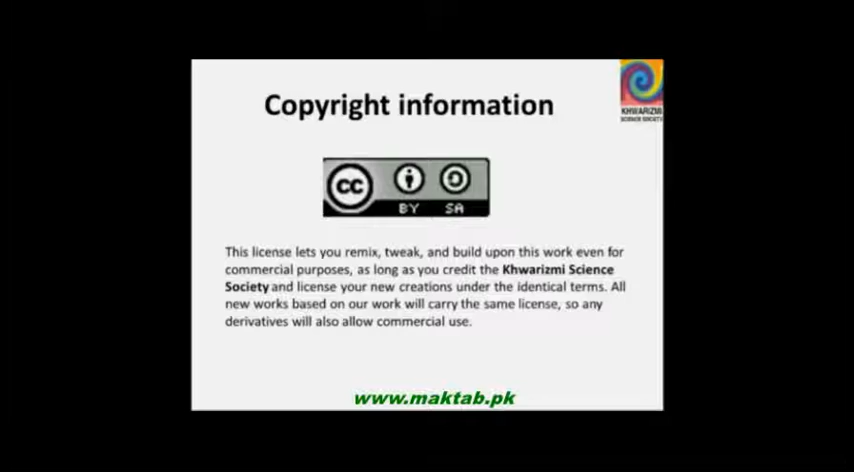 Copyright information
KHWARIZMI
SCIENCE SOCIETY
cc
BY SA
This license lets you remix, tweak, and build upon this work even for
commercial purposes, as long as you credit the Khwarizmi Science
Society and license your new creations under the identical terms. All
new works based on our work will carry the same license, so any
derivatives will also allow commercial use.
www.maktab.pk